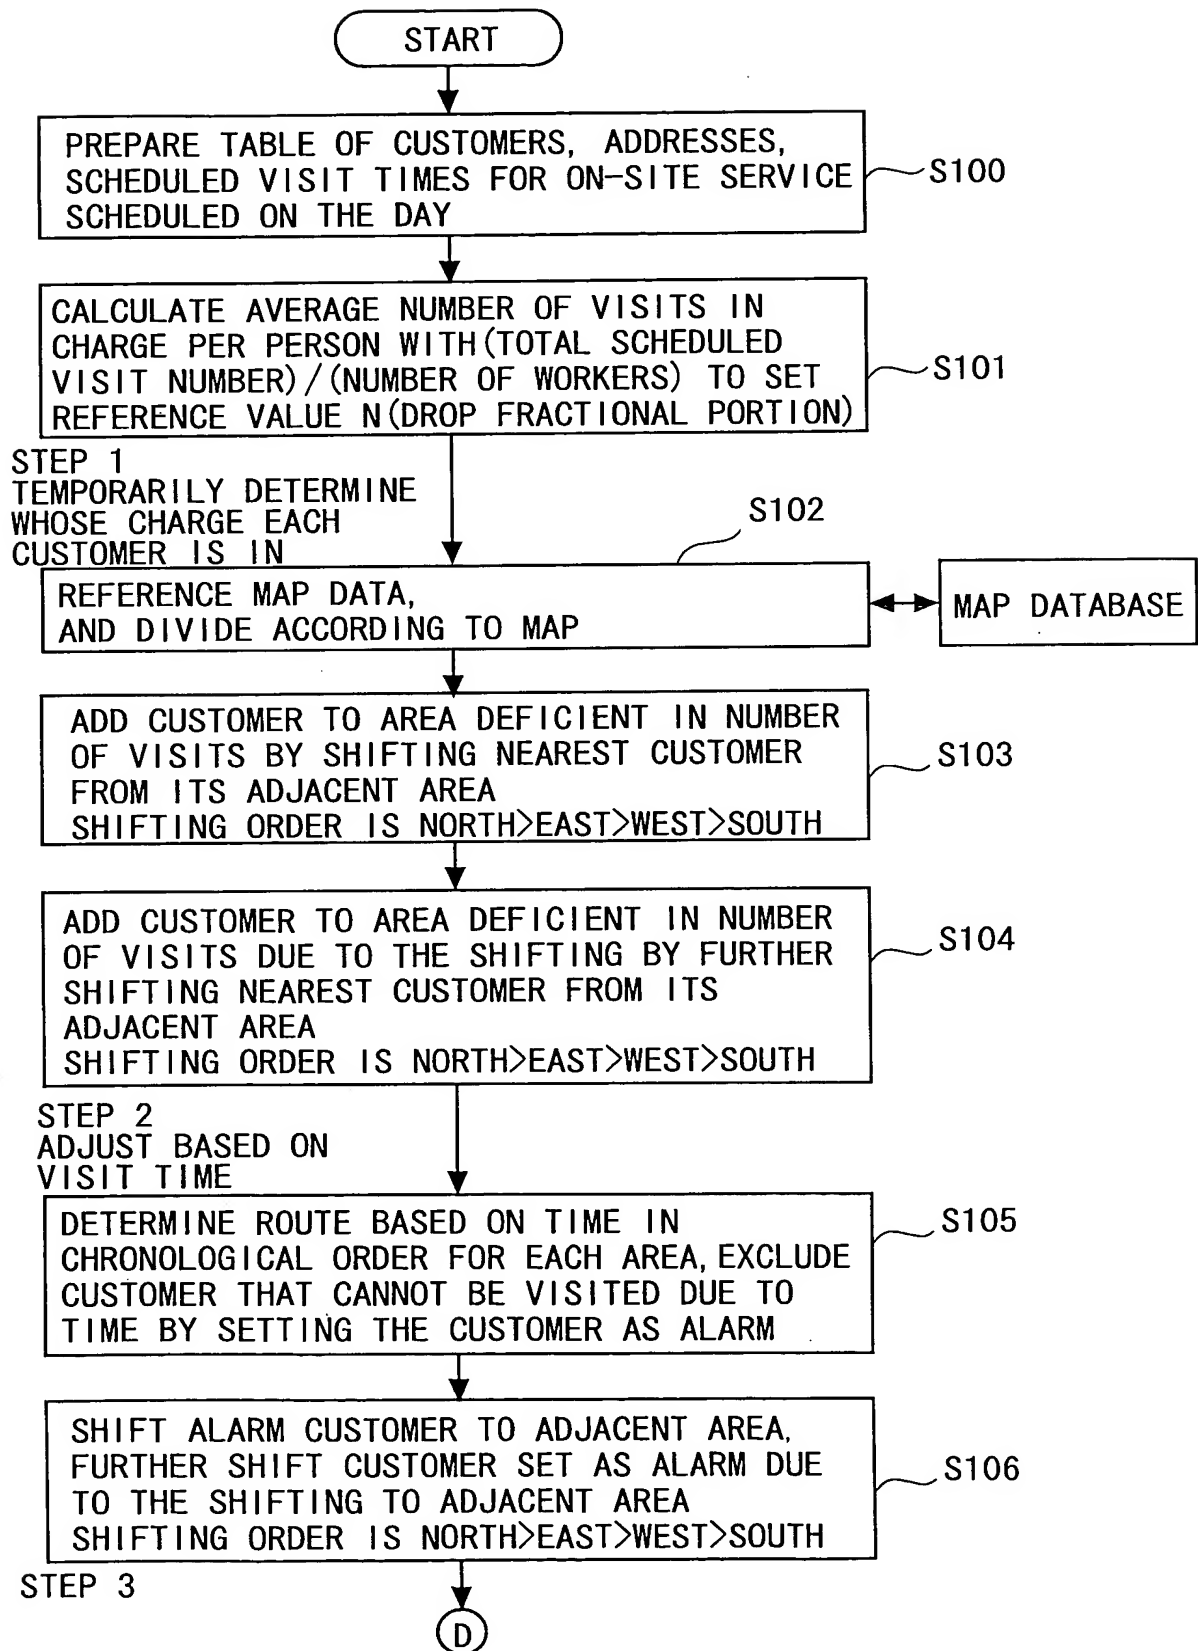 START
PREPARE TABLE OF CUSTOMERS, ADDRESSES,
SCHEDULED VISIT TIMES FOR ON-SITE SERVICE
SCHEDULED ON THE DAY
S100
CALCULATE AVERAGE NUMBER OF VISITS IN
CHARGE PER PERSON WITH(TOTAL SCHEDULED
VISIT NUMBER)/(NUMBER OF WORKERS) TO SET
REFERENCE VALUE N(DROP FRACTIONAL PORTION)
S101
STEP 1
TEMPORARILY DETERMINE
WHOSE CHARGE EACH
CUSTOMER IS IN
S102
REFERENCE MAP DATA,
AND DIVIDE ACCORDING TO MAP
MAP DATABASE
ADD CUSTOMER TO AREA DEFICIENT IN NUMBER
OF VISITS BY SHIFTING NEAREST CUSTOMER
FROM ITS ADJACENT AREA
SHIFTING ORDER IS NORTH>EAST>WEST>SOUTH
S103
ADD CUSTOMER TO AREA DEFICIENT IN NUMBER
OF VISITS DUE TO THE SHIFTING BY FURTHER
SHIFTING NEAREST CUSTOMER FROM ITS
ADJACENT AREA
SHIFTING ORDER IS NORTH>EAST>WEST>SOUTH
S104
STEP 2
ADJUST BASED ON
VISIT TIME
DETERMINE ROUTE BASED ON TIME IN
CHRONOLOGICAL ORDER FOR EACH AREA, EXCLUDE
CUSTOMER THAT CANNOT BE VISITED DUE TO
TIME BY SETTING THE CUSTOMER AS ALARM
S105
SHIFT ALARM CUSTOMER TO ADJACENT AREA,
FURTHER SHIFT CUSTOMER SET AS ALARM DUE
TO THE SHIFTING TO ADJACENT AREA
SHIFTING ORDER IS NORTH>EAST>WEST>SOUTH
S106
STEP 3
D